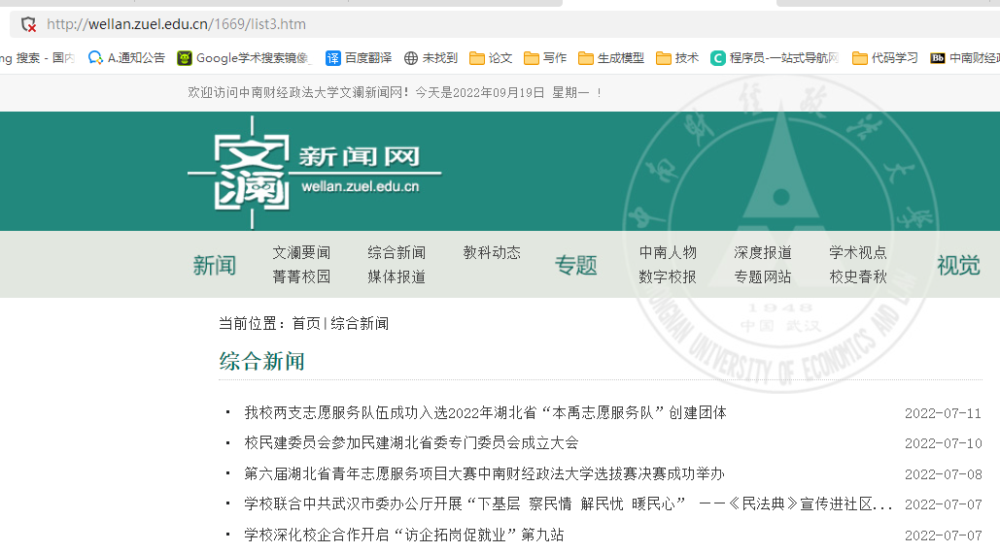 http://wellan.zuel.edu.cn/1669/list3.htm
ng 搜索 - 国内 A.通知公告 Google学术搜索镜像 译 百度翻译 未找到 论文 写作 生成模型 技术 C 程序员-一站式导航网 代码学习 Bb 中南财经政
欢迎访问中南财经政法大学文澜新闻网！今天是2022年09月19日 星期一 ！
文澜 新闻网
wellan.zuel.edu.cn
中南财经政法大学
新闻 文澜要闻 综合新闻 教科动态 专题 中南人物 深度报道 学术视点 视觉
菁菁校园 媒体报道 数字校报 专题网站 校史春秋
1948
中国 武汉
ZHONGNAN UNIVERSITY OF ECONOMICS AND LAW
当前位置：首页 | 综合新闻
综合新闻
· 我校两支志愿服务队伍成功入选2022年湖北省“本禹志愿服务队”创建团体 2022-07-11
· 校民建委员会参加民建湖北省委专门委员会成立大会 2022-07-10
· 第六届湖北省青年志愿服务项目大赛中南财经政法大学选拔赛决赛成功举办 2022-07-08
· 学校联合中共武汉市委办公厅开展“下基层 察民情 解民忧 暖民心” ——《民法典》宣传进社区... 2022-07-07
· 学校深化校企合作开启“访企拓岗促就业”第九站 2022-07-07